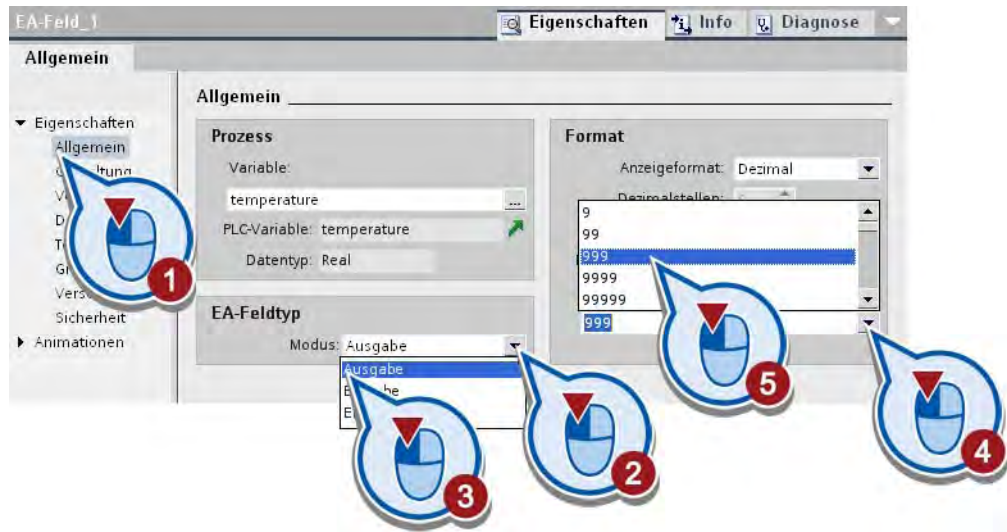 EA-Feld_1
Eigenschaften
Info
Diagnose
Allgemein
Allgemein
Eigenschaften
Allgemein
Sicherheit
Animationen
Prozess
Variable:
temperature
...
PLC-Variable: temperature
Datentyp: Real
EA-Feldtyp
Modus: Ausgabe
Ausgabe
Format
Anzeigeformat: Dezimal
Dezimalstellen:
9
99
999
9999
99999
999
1
2
3
4
5